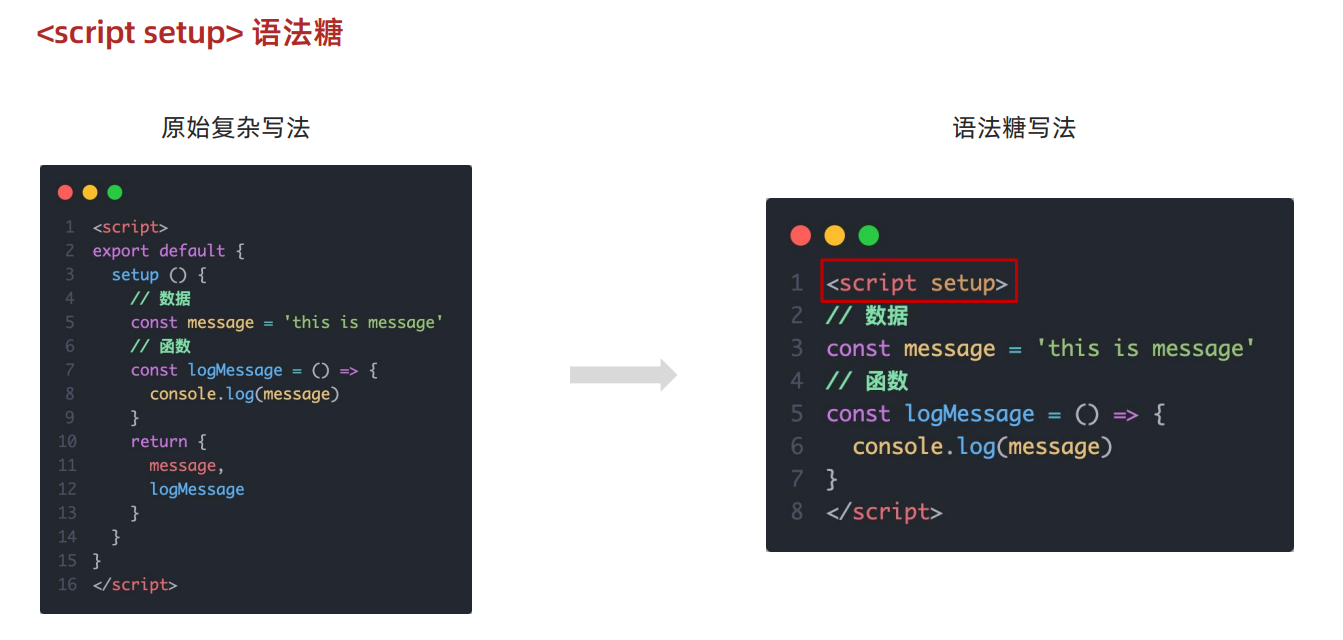 <script setup> 语法糖
原始复杂写法
1 <script>
2 export default {
3   setup () {
4     // 数据
5     const message = 'this is message'
6     // 函数
7     const logMessage = () => {
8       console.log(message)
9     }
10     return {
11       message,
12       logMessage
13     }
14   }
15 }
16 </script>
语法糖写法
1 <script setup>
2 // 数据
3 const message = 'this is message'
4 // 函数
5 const logMessage = () => {
6   console.log(message)
7 }
8 </script>